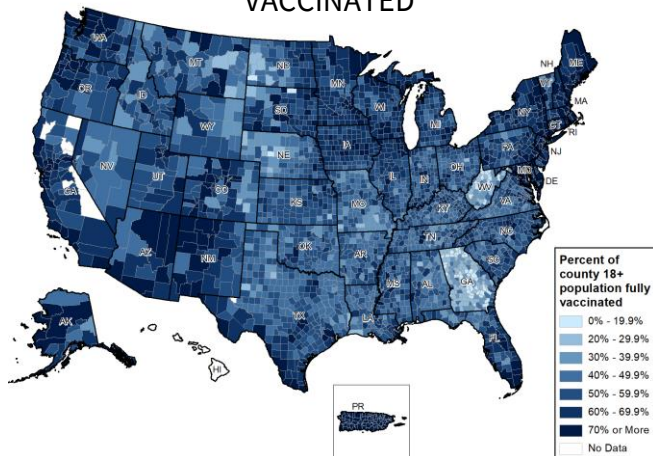 VACCINATED
WA
OR
CA
NV
ID
MT
WY
UT
CO
AZ
NM
ND
SD
NE
KS
OK
TX
MN
IA
MO
AR
LA
WI
IL
MI
IN
OH
KY
TN
MS
AL
GA
FL
SC
NC
VA
WV
PA
NY
VT
NH
ME
MA
CT
RI
NJ
DE
MD
AK
HI
PR
Percent of
county 18+
population fully
vaccinated
0% - 19.9%
20% - 29.9%
30% - 39.9%
40% - 49.9%
50% - 59.9%
60% - 69.9%
70% or More
No Data